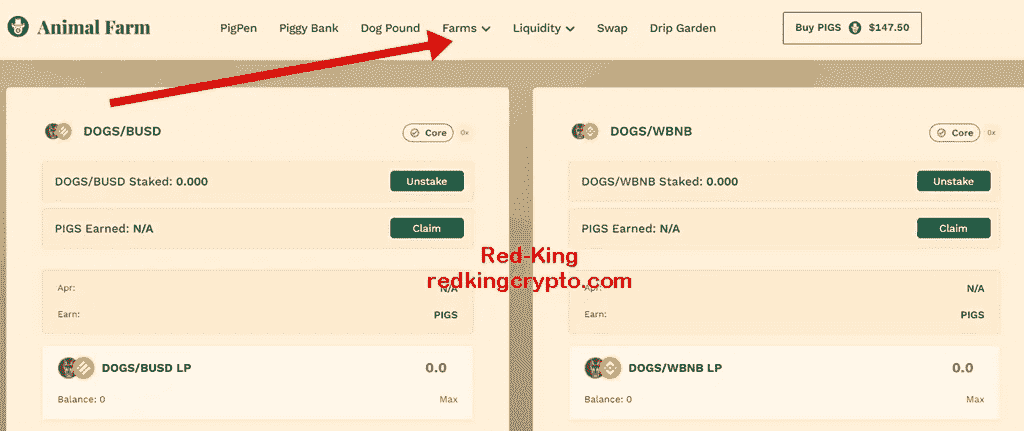 Animal Farm PigPen Piggy Bank Dog Pound Farms Liquidity Swap Drip Garden Buy PIGS $147.50
DOGS/BUSD Core 0x
DOGS/BUSD Staked: 0.000 Unstake
PIGS Earned: N/A Claim
Apr: N/A
Earn: PIGS
DOGS/BUSD LP 0.0
Balance: 0 Max
DOGS/WBNB Core 0x
DOGS/WBNB Staked: 0.000 Unstake
PIGS Earned: N/A Claim
Apr: N/A
Earn: PIGS
DOGS/WBNB LP 0.0
Balance: 0 Max
Red-King
redkingcrypto.com